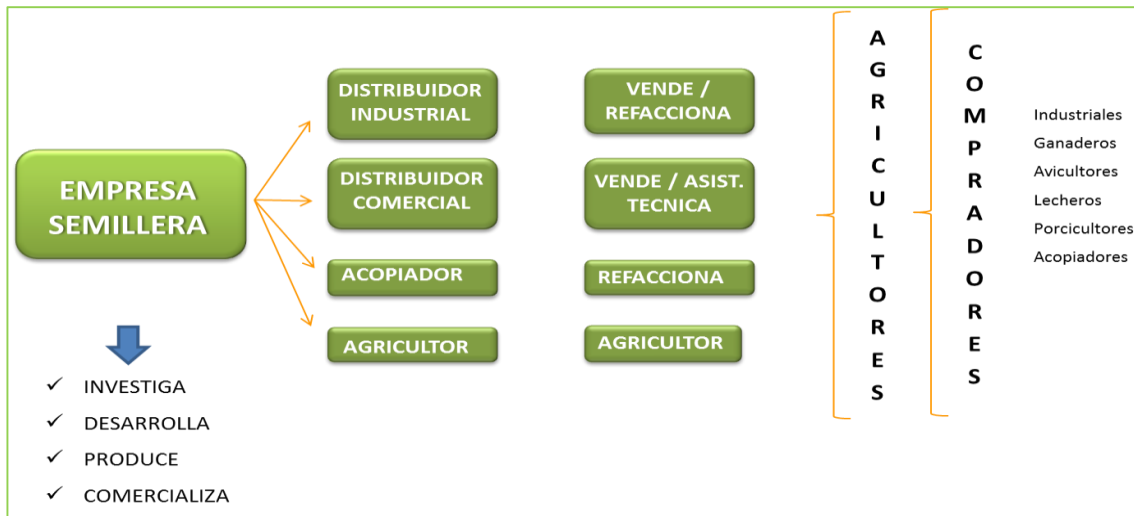 EMPRESA
SEMILLERA
INVESTIGA
DESARROLLA
PRODUCE
COMERCIALIZA
DISTRIBUIDOR
INDUSTRIAL
DISTRIBUIDOR
COMERCIAL
ACOPIADOR
AGRICULTOR
VENDE /
REFACCIONA
VENDE / ASIST.
TECNICA
REFACCIONA
AGRICULTOR
AGRICULTORES
COMPRADORES
Industriales
Ganaderos
Avicultores
Lecheros
Porcicultores
Acopiadores